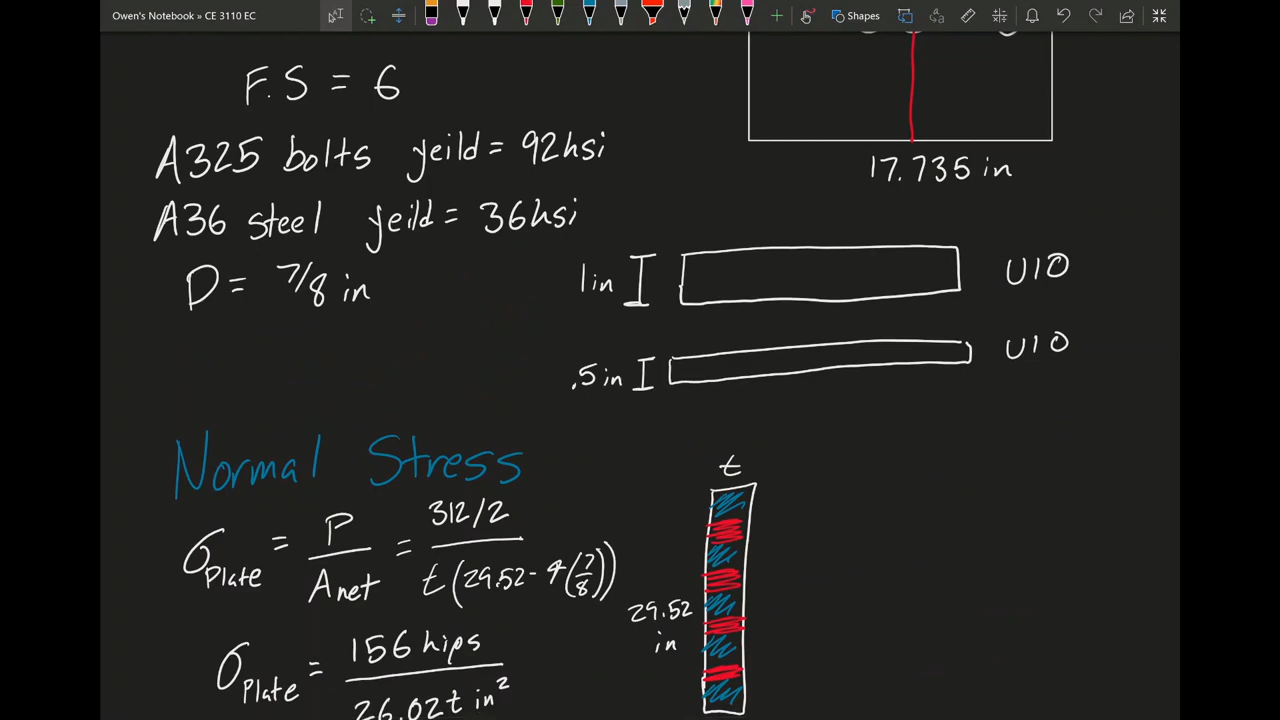 Owen's Notebook » CE 3110 EC
Shapes
F.S = 6
A325 bolts yeild = 92ksi
A36 steel yeild = 36ksi
D = 7/8 in
17.735 in
1in U10
.5in U10
Normal Stress
σPlate = P / Anet = 312/2 / t(29.52 - 4(7/8))
σPlate = 156 kips / 26.02t in²
t
29.52
in